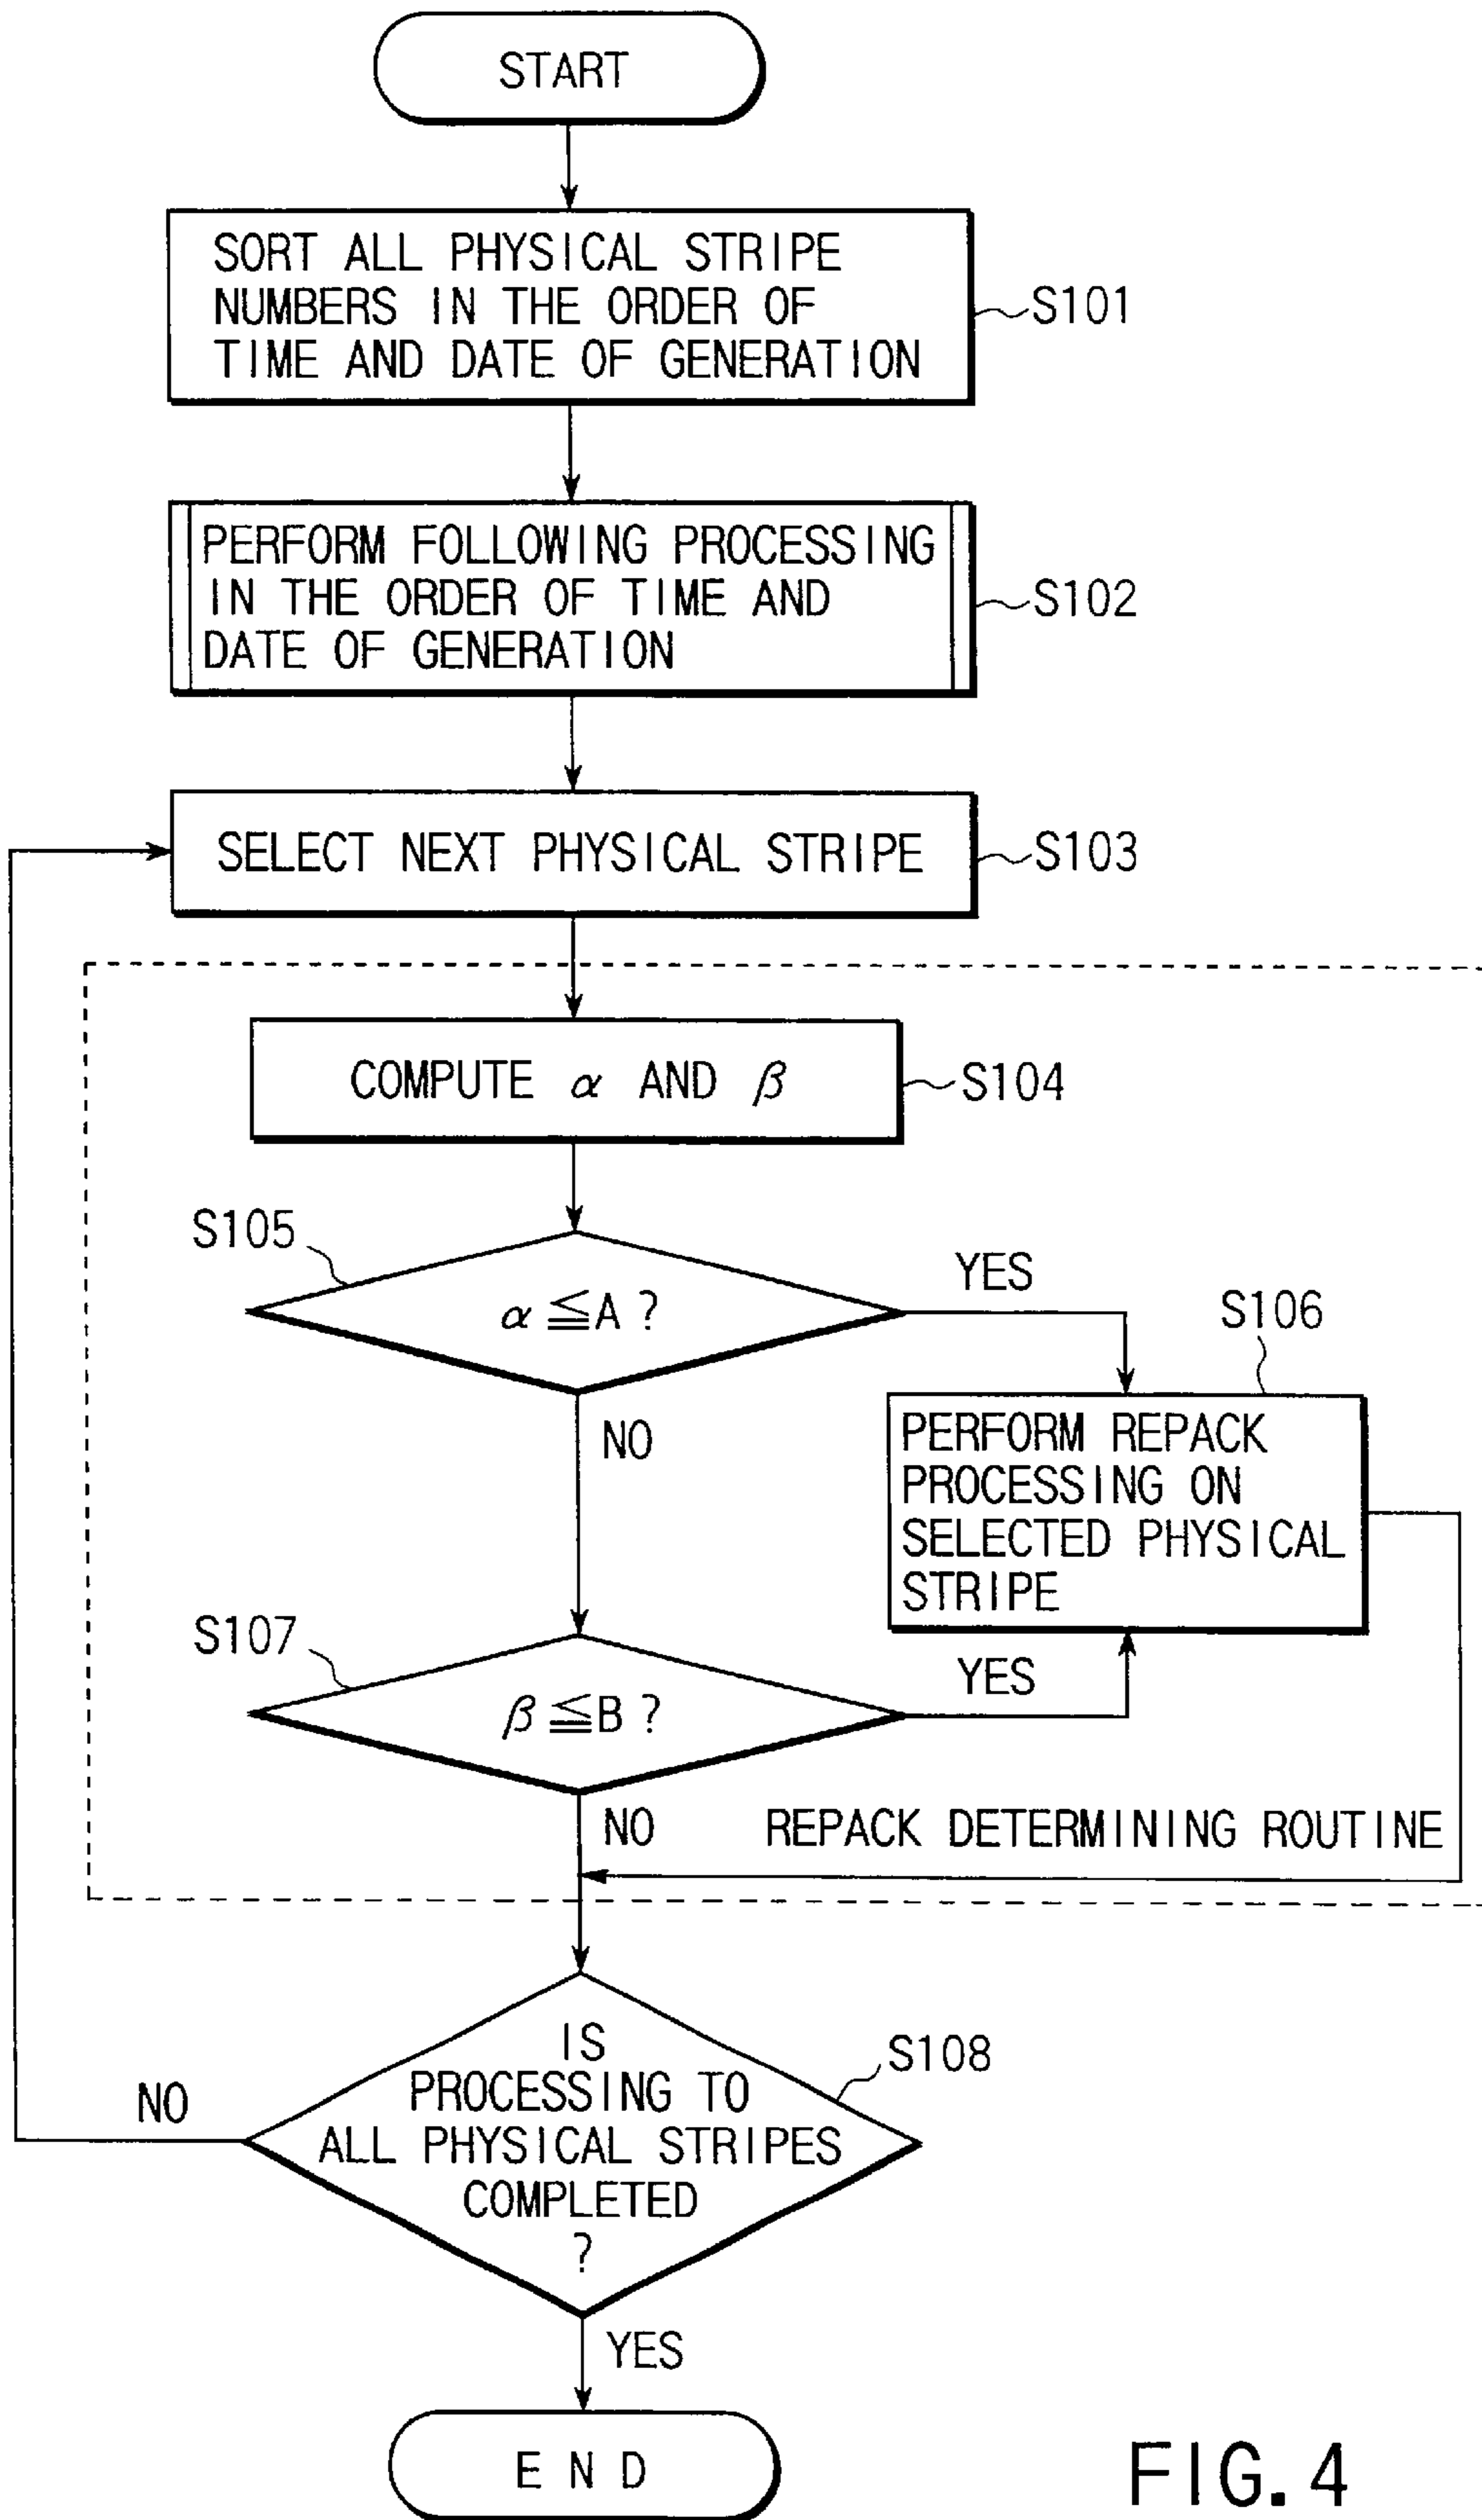 START
SORT ALL PHYSICAL STRIPE
NUMBERS IN THE ORDER OF
TIME AND DATE OF GENERATION
S101
PERFORM FOLLOWING PROCESSING
IN THE ORDER OF TIME AND
DATE OF GENERATION
S102
SELECT NEXT PHYSICAL STRIPE
S103
COMPUTE α AND β
S104
S105
α ≦ A ?
YES
NO
S106
PERFORM REPACK
PROCESSING ON
SELECTED PHYSICAL
STRIPE
S107
β ≦ B ?
YES
NO
REPACK DETERMINING ROUTINE
IS
PROCESSING TO
ALL PHYSICAL STRIPES
COMPLETED
?
S108
NO
YES
END
FIG. 4